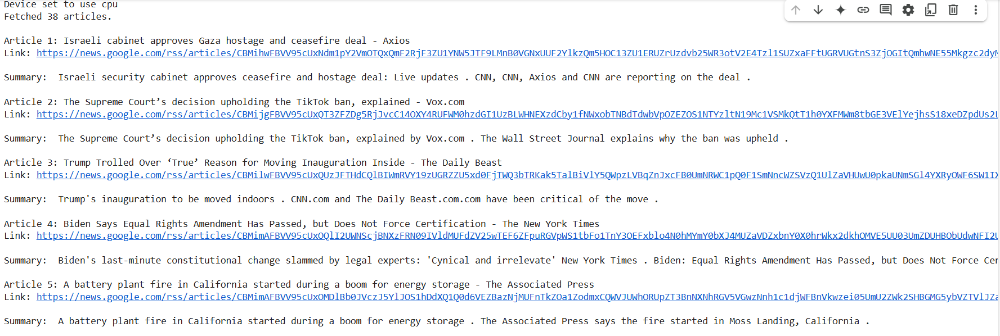 Device set to use cpu
Fetched 38 articles.
Article 1: Israeli cabinet approves Gaza hostage and ceasefire deal - Axios
Link: https://news.google.com/rss/articles/
Summary:  Israeli security cabinet approves ceasefire and hostage deal: Live updates . CNN, CNN, Axios and CNN are reporting on the deal .
Article 2: The Supreme Court’s decision upholding the TikTok ban, explained - Vox.com
Link: https://news.google.com/rss/articles/
Summary:  The Supreme Court’s decision upholding the TikTok ban, explained by Vox.com . The Wall Street Journal explains why the ban was upheld .
Article 3: Trump Trolled Over ‘True’ Reason for Moving Inauguration Inside - The Daily Beast
Link: https://news.google.com/rss/articles/
Summary:  Trump's inauguration to be moved indoors . CNN.com and The Daily Beast.com.com have been critical of the move .
Article 4: Biden Says Equal Rights Amendment Has Passed, but Does Not Force Certification - The New York Times
Link: https://news.google.com/rss/articles/
Summary:  Biden's last-minute constitutional change slammed by legal experts: 'Cynical and irrelevate' New York Times . Biden: Equal Rights Amendment Has Passed, but Does Not Force Cer
Article 5: A battery plant fire in California started during a boom for energy storage - The Associated Press
Link: https://news.google.com/rss/articles/
Summary:  A battery plant fire in California started during a boom for energy storage . The Associated Press says the fire started in Moss Landing, California .